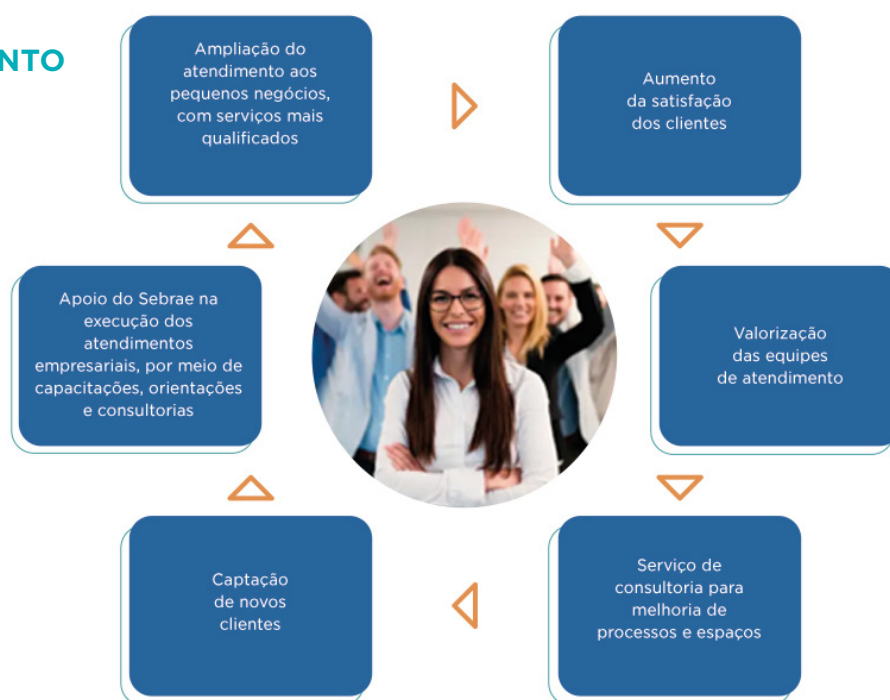 NTO
Ampliação do
atendimento aos
pequenos negócios,
com serviços mais
qualificados
Aumento
da satisfação
dos clientes
Valorização
das equipes
de atendimento
Serviço de
consultoria para
melhoria de
processos e espaços
Captação
de novos
clientes
Apoio do Sebrae na
execução dos
atendimentos
empresariais, por meio de
capacitações, orientações
e consultorias